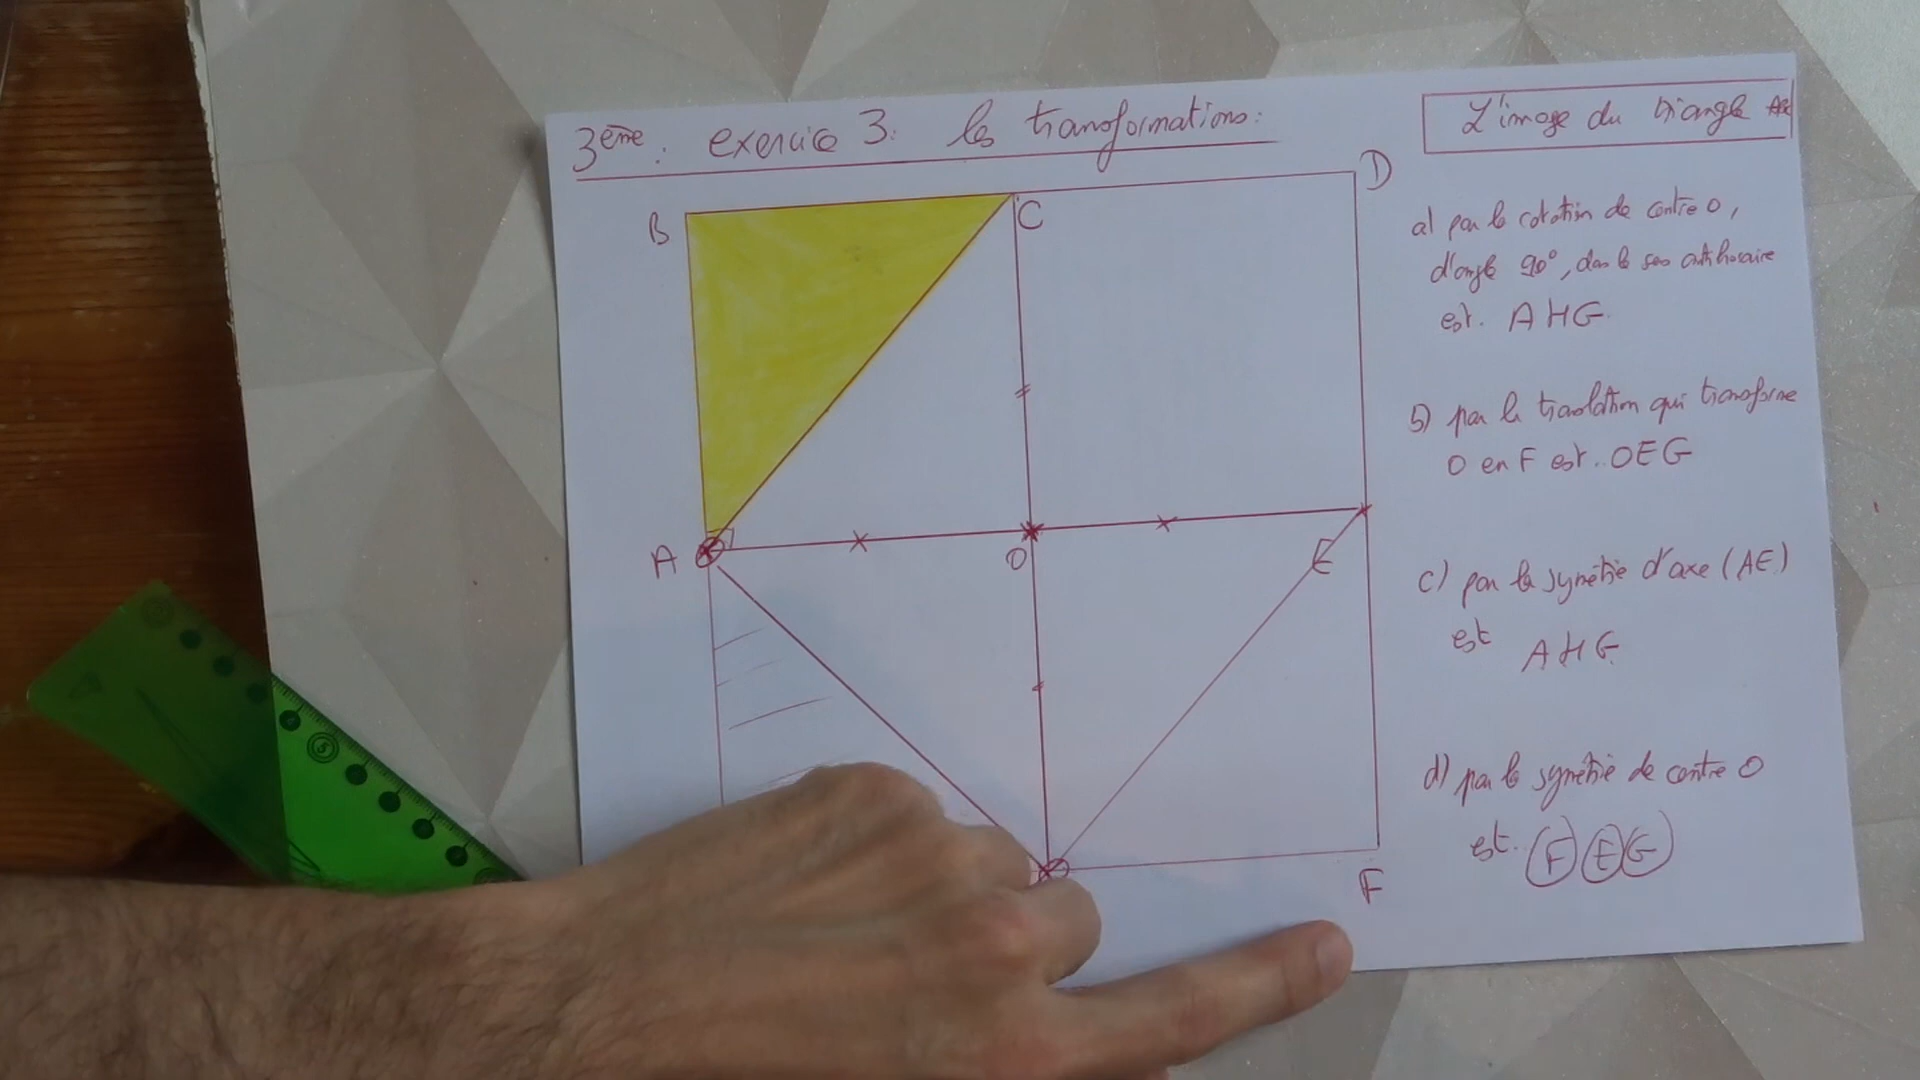 3ème : exercice 3 : les transformations :
L'image du triangle
B
C
D
A
O
E
F
a) par la rotation de centre O,
d'angle 90°, dans le sens antihoraire
est. AHG.
b) par la translation qui transforme
O en F est.. OEG
c) par la symétrie d'axe (AE)
est AHG.
d) par la symétrie de centre O
est. F E G